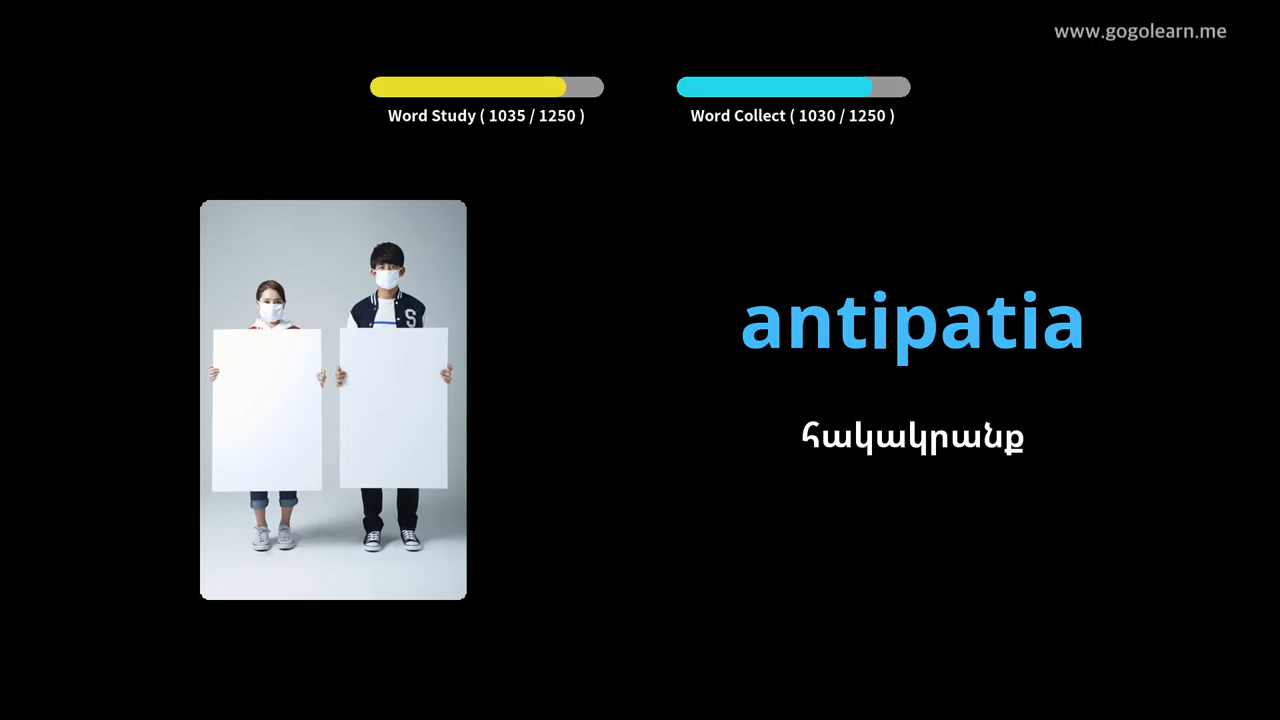 www.gogolearn.me
Word Study ( 1035 / 1250 )
Word Collect ( 1030 / 1250 )
S
antipatia
հակակրանք